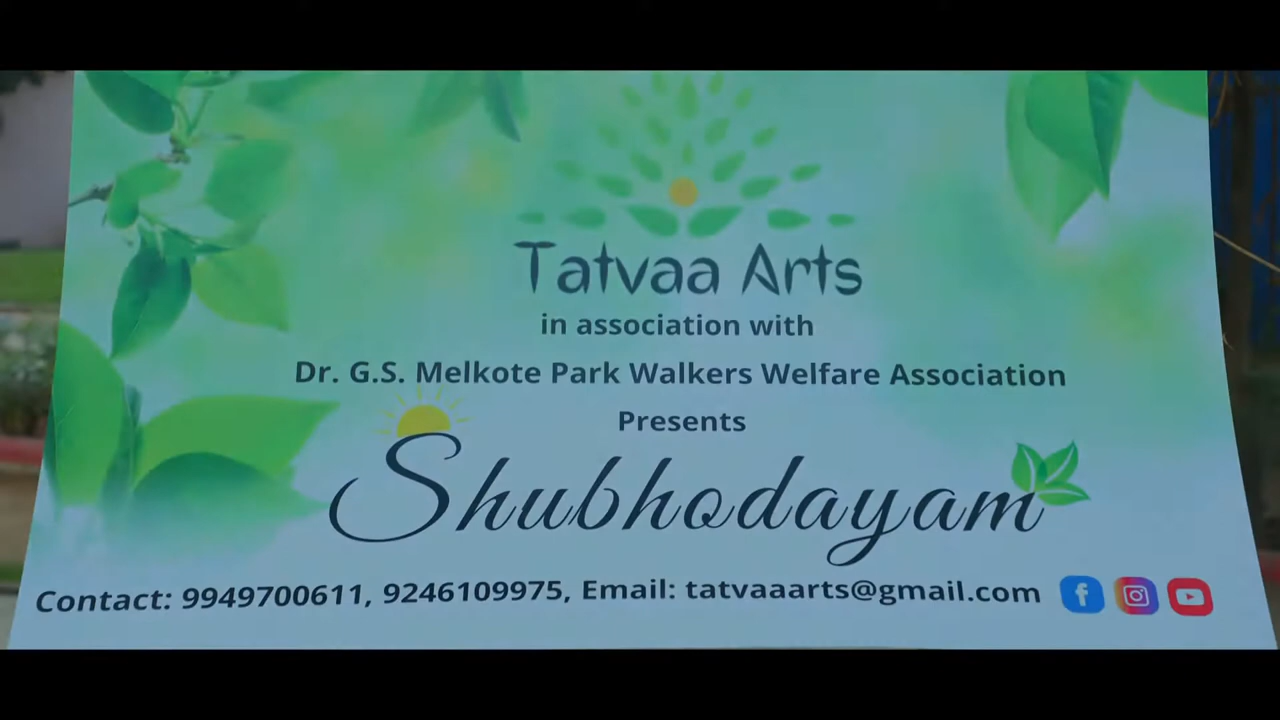 Tatvaa Arts
in association with
Dr. G.S. Melkote Park Walkers Welfare Association
Presents
Shubhodayam
Contact: 9949700611, 9246109975, Email: tatvaaarts@gmail.com